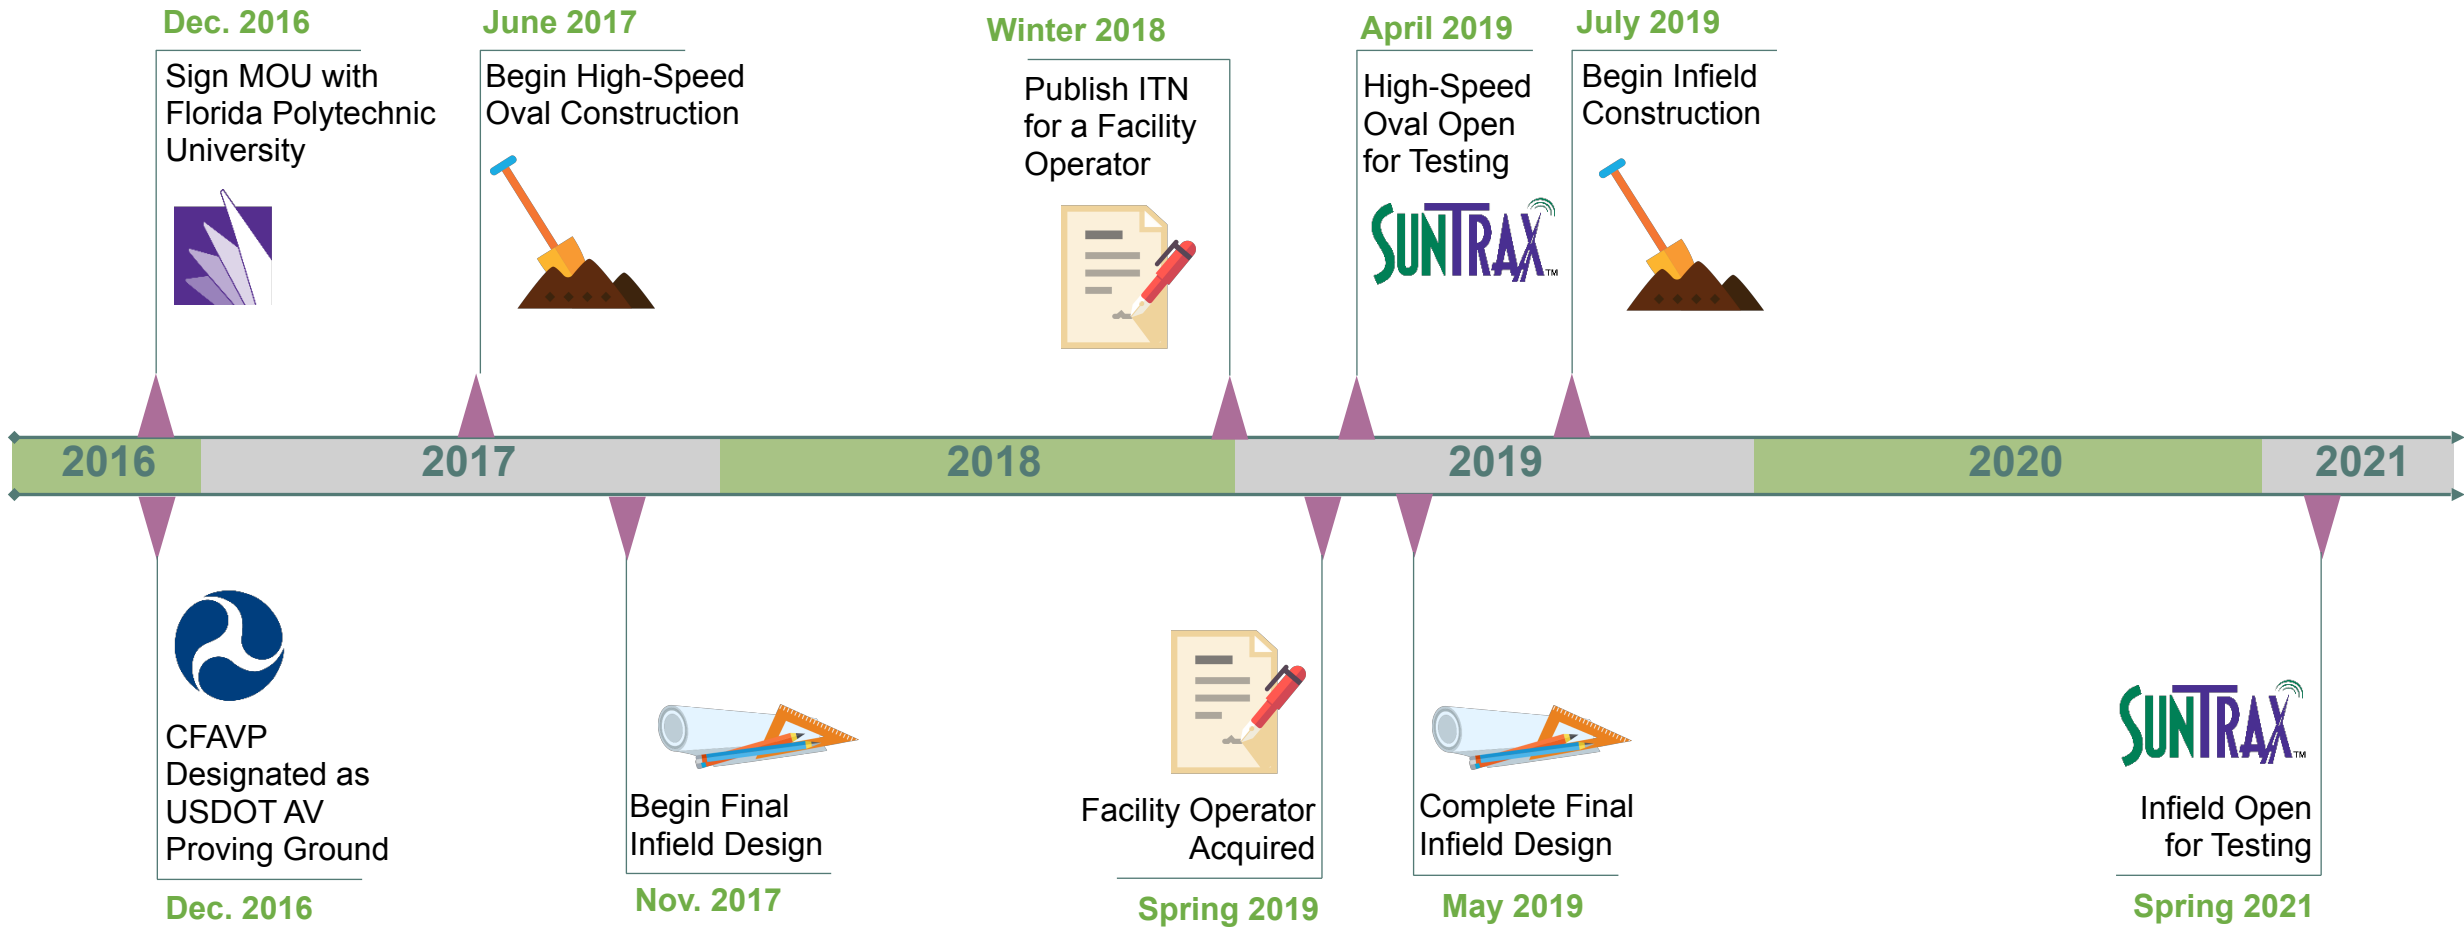 Dec. 2016
Sign MOU with
Florida Polytechnic
University
June 2017
Begin High-Speed
Oval Construction
Winter 2018
Publish ITN
for a Facility
Operator
April 2019
High-Speed
Oval Open
for Testing
SUNTRAX™
July 2019
Begin Infield
Construction
2016
2017
2018
2019
2020
2021
CFAVP
Designated as
USDOT AV
Proving Ground
Dec. 2016
Begin Final
Infield Design
Nov. 2017
Facility Operator
Acquired
Spring 2019
Complete Final
Infield Design
May 2019
SUNTRAX™
Infield Open
for Testing
Spring 2021